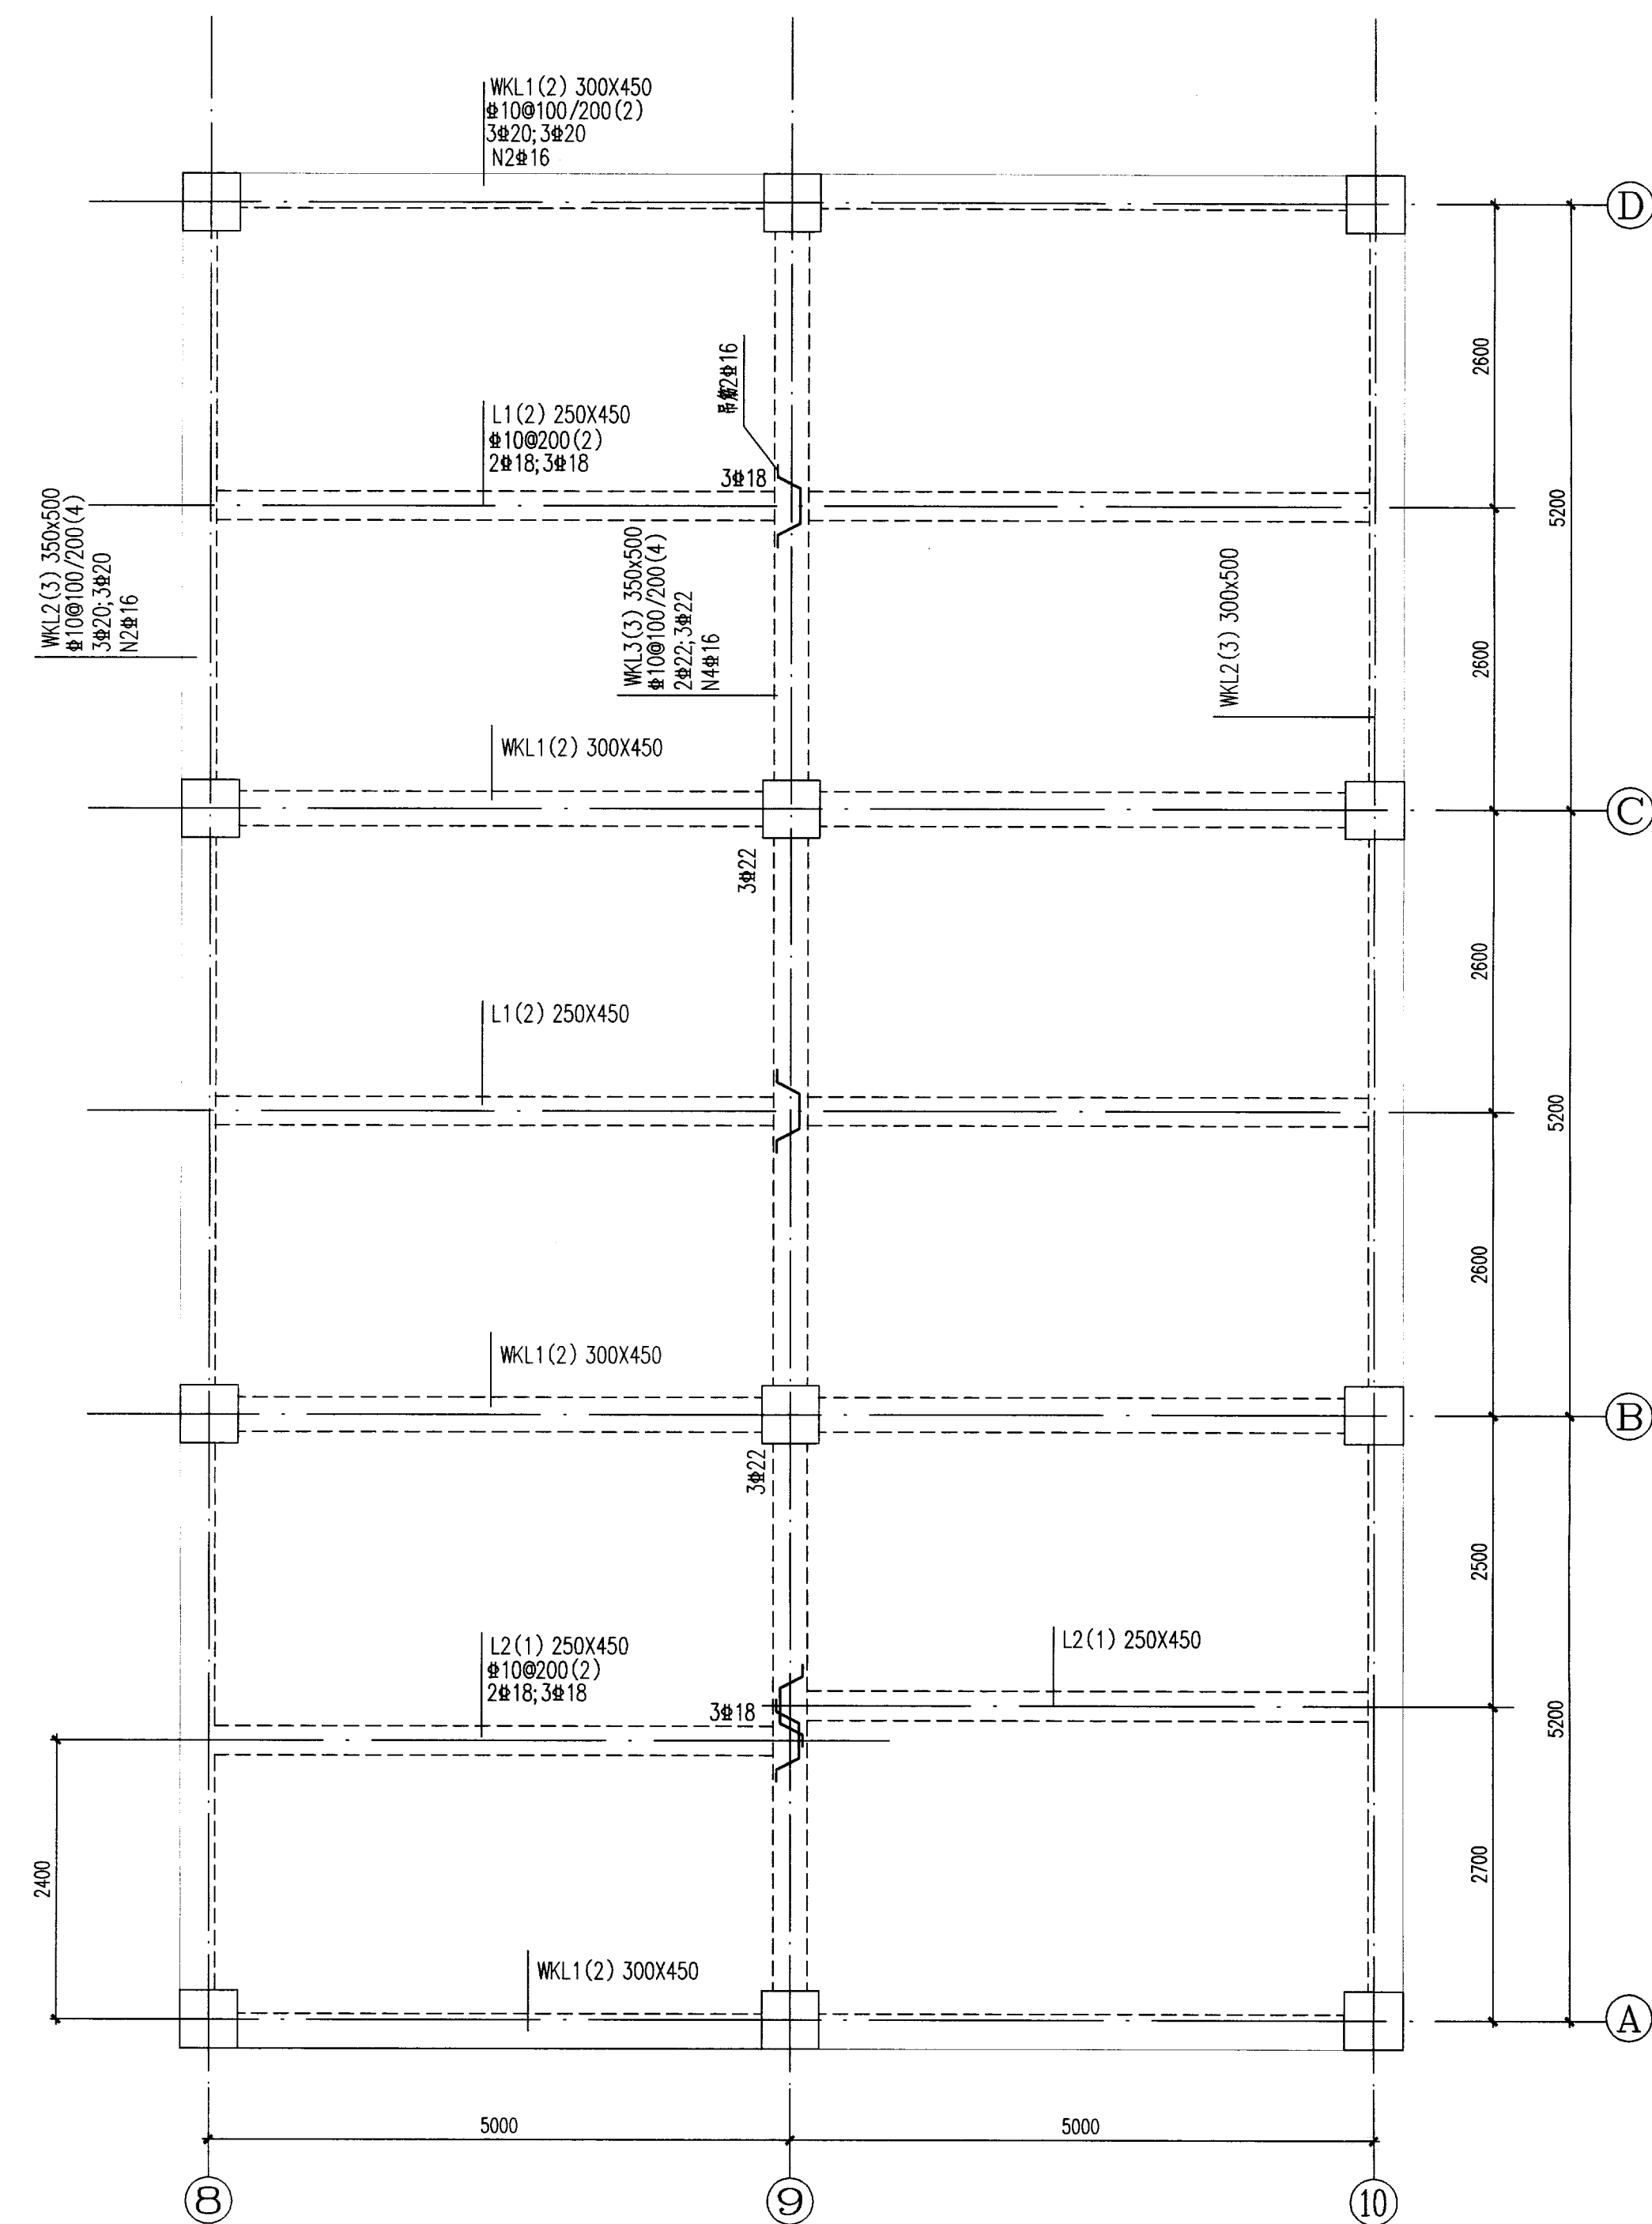 WKL1(2) 300X450
⌀10@100/200(2)
3⌀20;3⌀20
N2⌀16
D
2600
吊筋2⌀16
L1(2) 250X450
⌀10@200(2)
2⌀18;3⌀18
3⌀18
5200
WKL2(3) 350x500
⌀10@100/200(4)
3⌀20;3⌀20
N2⌀16
WKL3(3) 350x500
⌀10@100/200(4)
2⌀22;3⌀22
N4⌀16
WKL2(3) 300x500
2600
WKL1(2) 300X450
C
3⌀22
2600
L1(2) 250X450
5200
2600
WKL1(2) 300X450
B
3⌀22
2500
L2(1) 250X450
⌀10@200(2)
2⌀18;3⌀18
3⌀18
L2(1) 250X450
5200
2400
2700
WKL1(2) 300X450
A
5000
5000
8
9
10